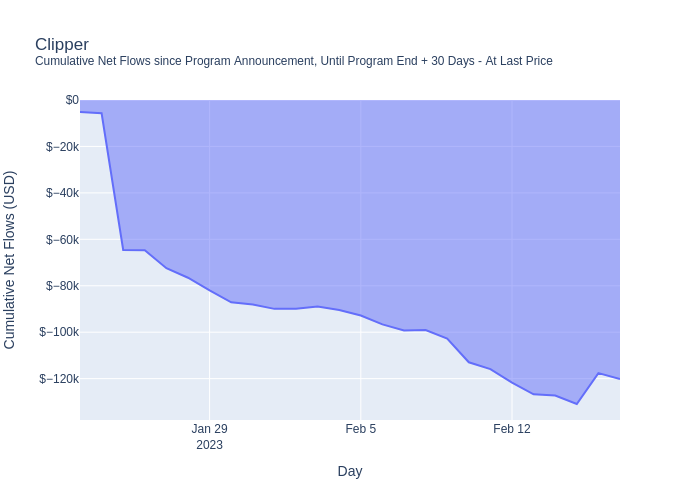 Clipper
Cumulative Net Flows since Program Announcement, Until Program End + 30 Days - At Last Price
$0
$−20k
$−40k
$−60k
$−80k
$−100k
$−120k
Cumulative Net Flows (USD)
Jan 29
2023
Feb 5
Feb 12
Day